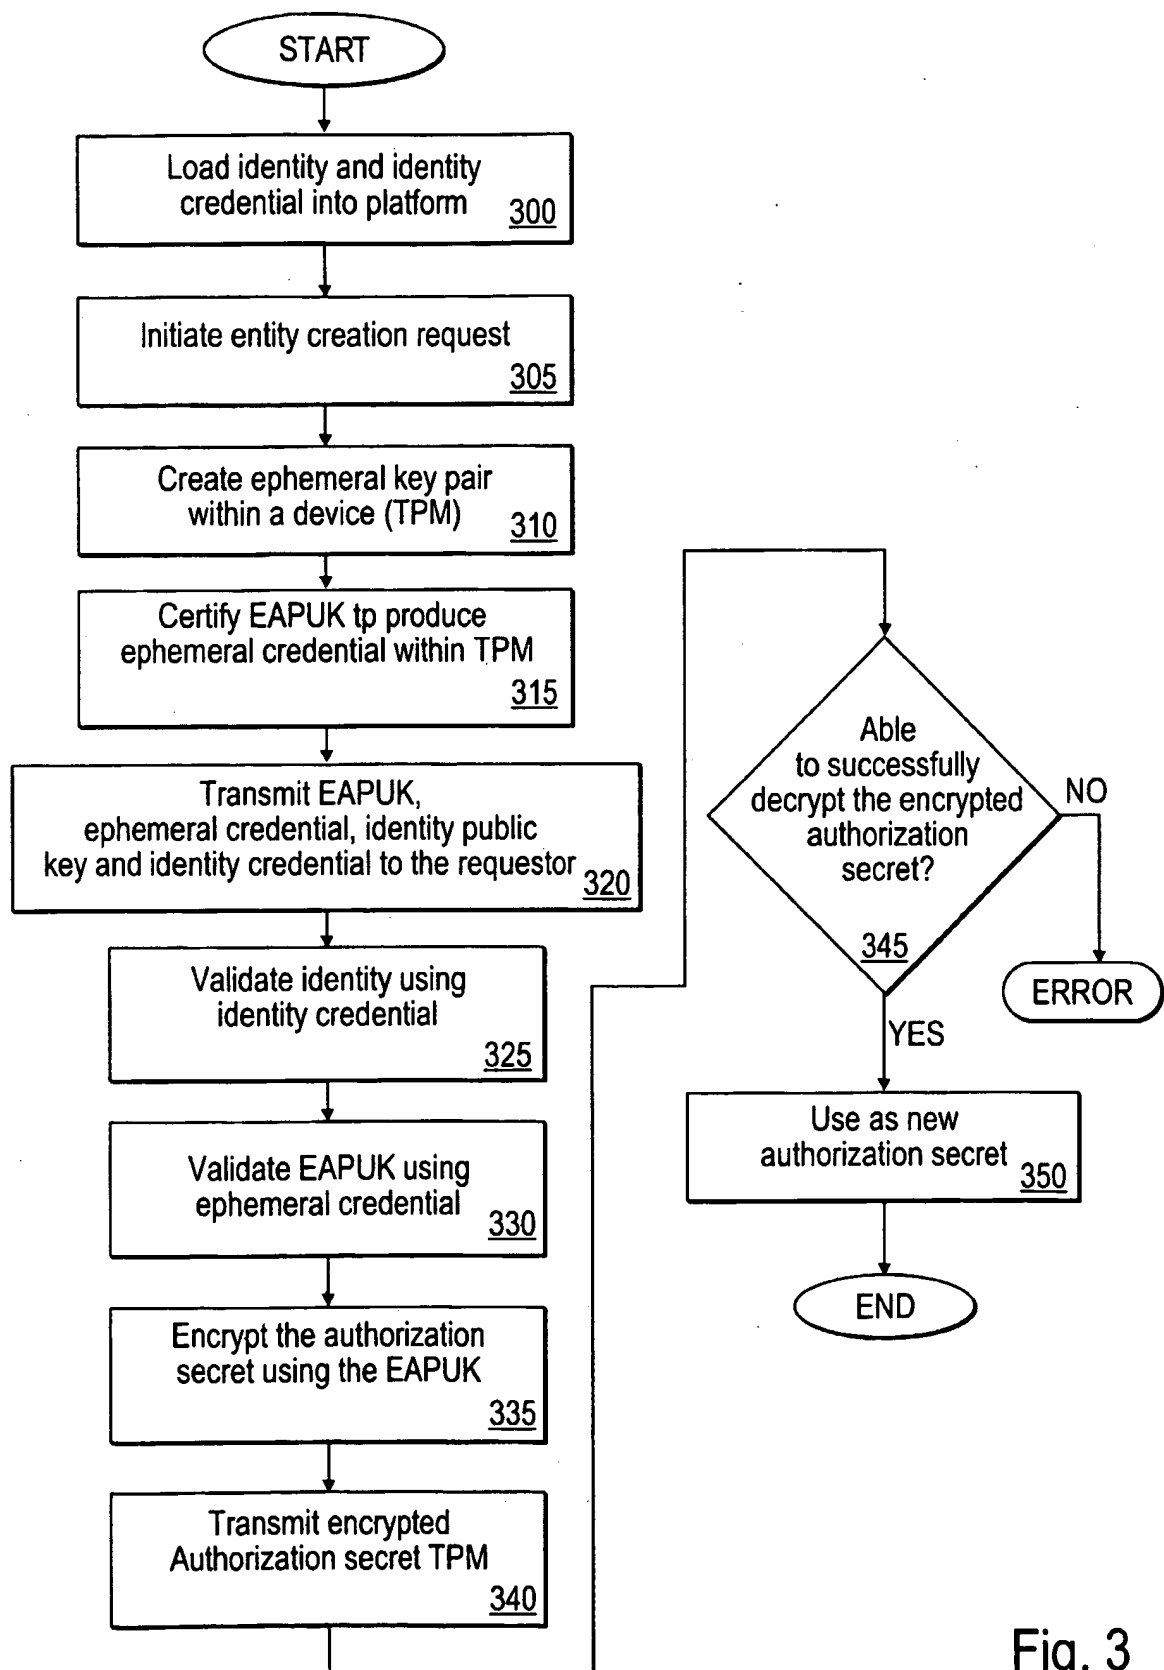 START
Load identity and identity
credential into platform
300
Initiate entity creation request
305
Create ephemeral key pair
within a device (TPM)
310
Certify EAPUK tp produce
ephemeral credential within TPM
315
Transmit EAPUK,
ephemeral credential, identity public
key and identity credential to the requestor
320
Validate identity using
identity credential
325
Validate EAPUK using
ephemeral credential
330
Encrypt the authorization
secret using the EAPUK
335
Transmit encrypted
Authorization secret TPM
340
Able
to successfully
decrypt the encrypted
authorization
secret?
345
NO
ERROR
YES
Use as new
authorization secret
350
END
Fig. 3